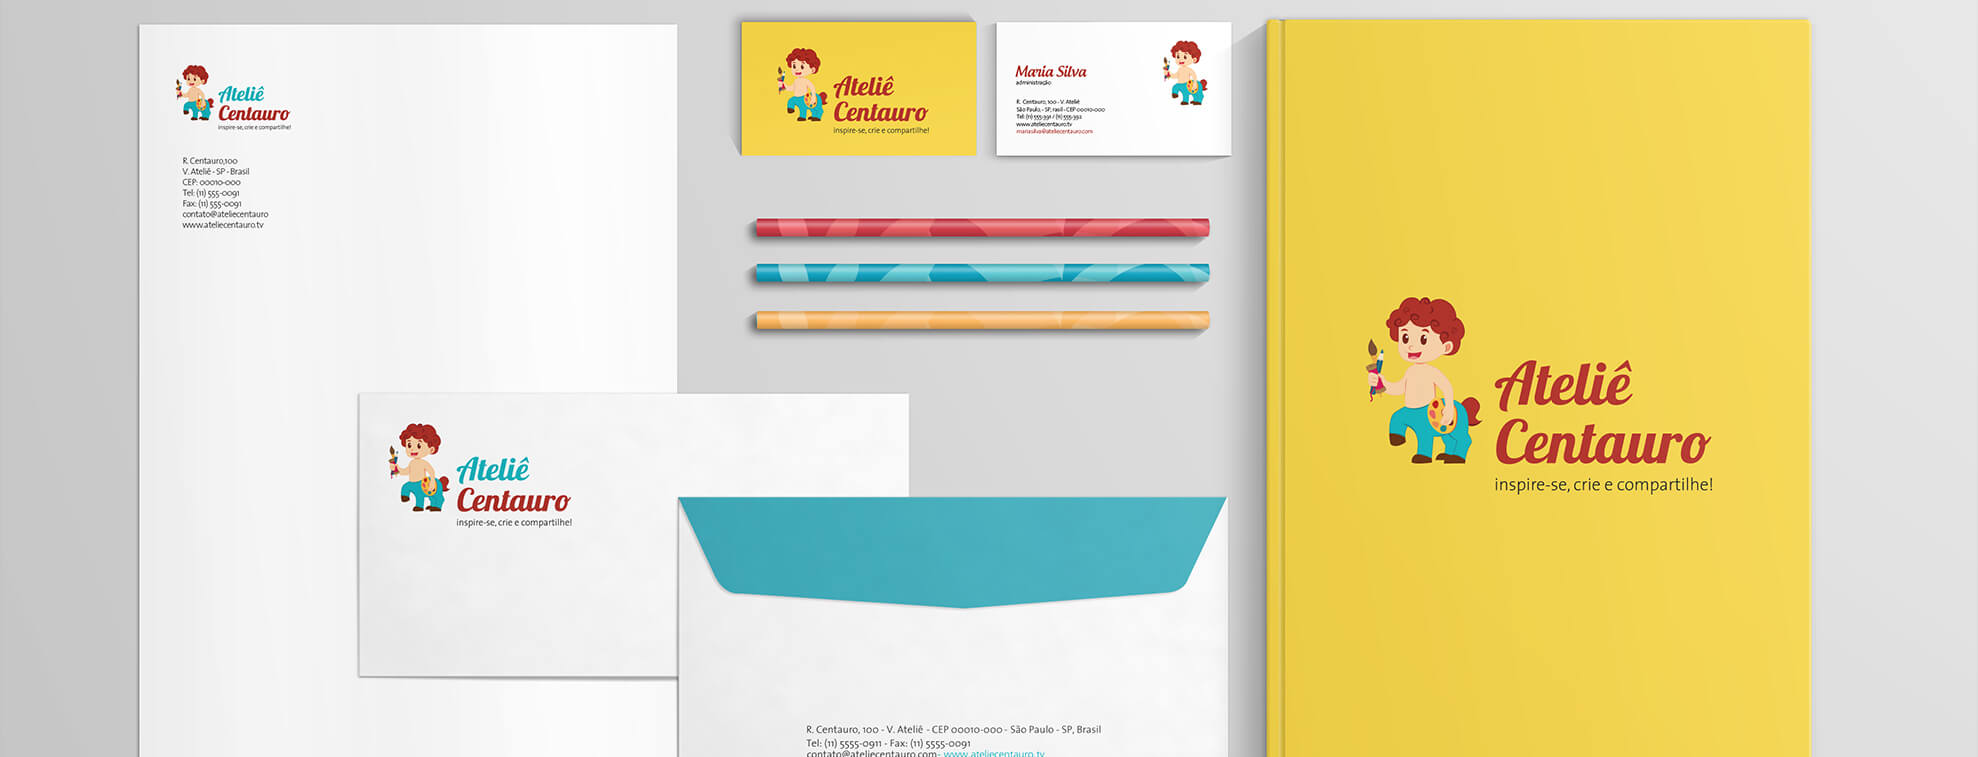 Ateliê
Centauro
inspire-se, crie e compartilhe!
R. Centauro,100
V. Ateliê - SP - Brasil
CEP: 00010-000
Tel: (11) 555-0091
Fax: (11) 555-0091
contato@ateliecentauro
www.ateliecentauro.tv
Ateliê
Centauro
inspire-se, crie e compartilhe!
Maria Silva
administração
R. Centauro, 100 - V. Ateliê
São Paulo, - SP, rasil - CEP 00010-000
Tel: (11) 555-391 / (11) 555-392
www.ateliecentauro.tv
mariasilva@ateliecentauro.com
Ateliê
Centauro
inspire-se, crie e compartilhe!
Ateliê
Centauro
inspire-se, crie e compartilhe!
R. Centauro, 100 - V. Ateliê - CEP 00010-000 - São Paulo - SP, Brasil
Tel: (11) 5555-0911 - Fax: (11) 5555-0091
contato@ateliecentauro.com- www.ateliecentauro.tv